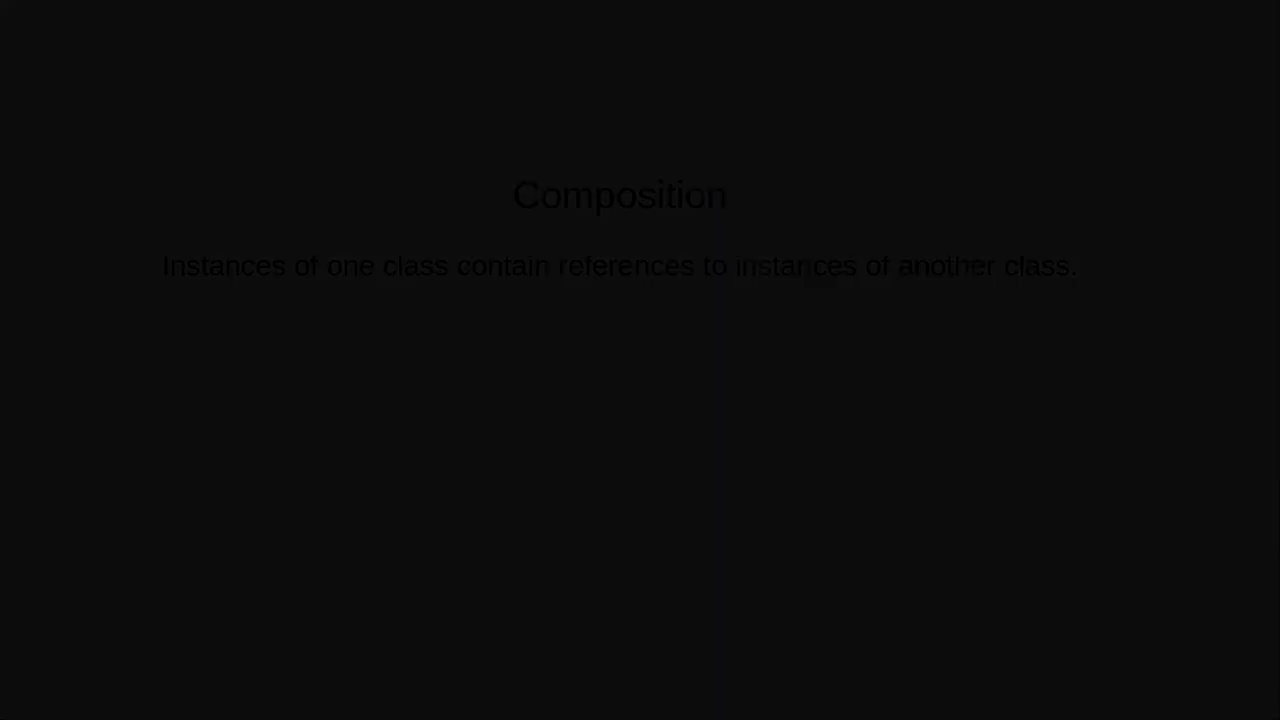 Composition
Instances of one class contain references to instances of another class.